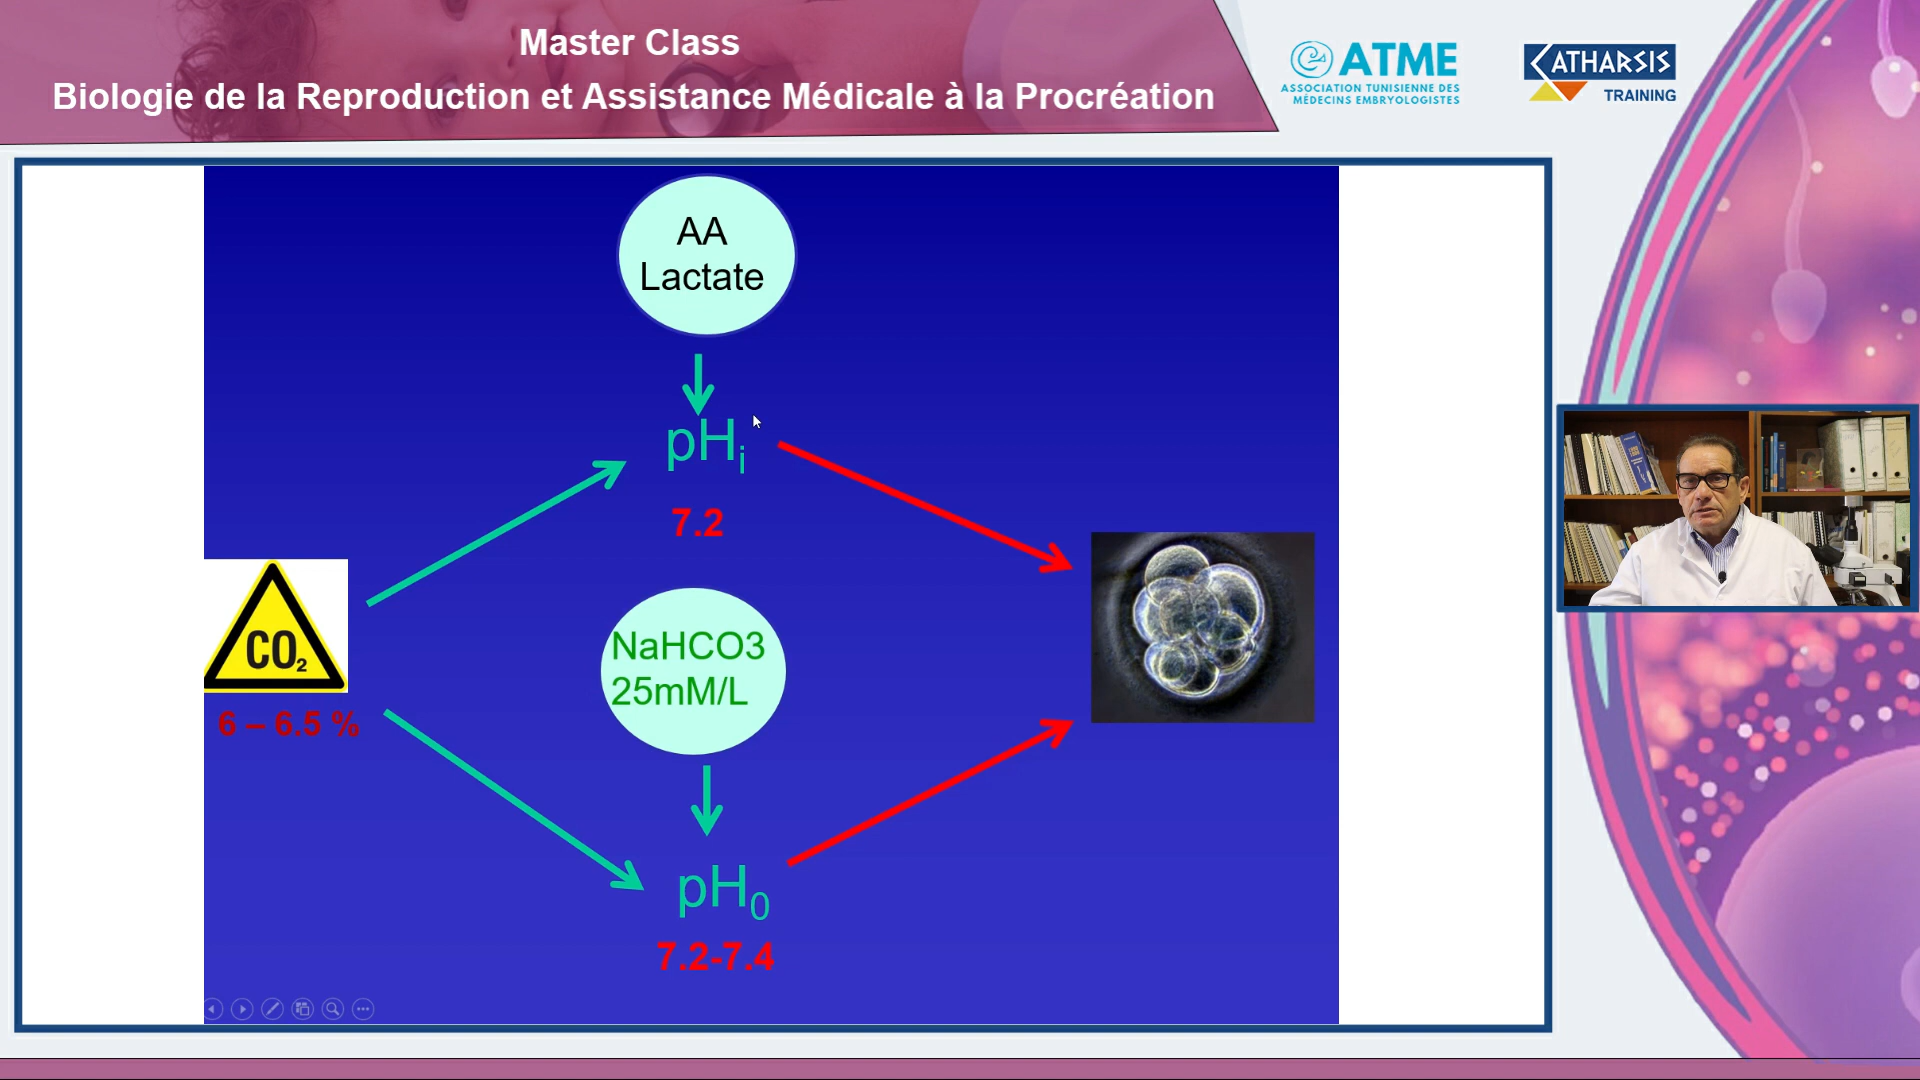 Master Class
Biologie de la Reproduction et Assistance Médicale à la Procréation
ATME
ASSOCIATION TUNISIENNE DES
MÉDECINS EMBRYOLOGISTES
CATHARSIS
TRAINING
AA
Lactate
pHi
7.2
CO2
6 – 6.5 %
NaHCO3
25mM/L
pH0
7.2-7.4